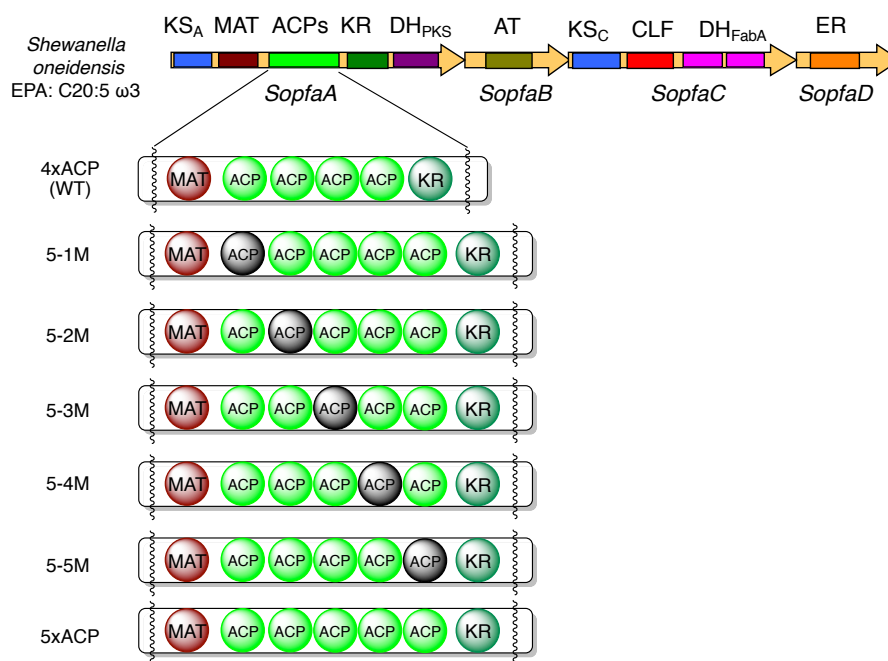 KSA MAT ACPs KR DHPKS AT KSC CLF DHFabA ER
Shewanella
oneidensis
EPA: C20:5 ω3
SopfaA SopfaB SopfaC SopfaD
4xACP
(WT)
MAT ACP ACP ACP ACP KR
5-1M
MAT ACP ACP ACP ACP ACP KR
5-2M
MAT ACP ACP ACP ACP ACP KR
5-3M
MAT ACP ACP ACP ACP ACP KR
5-4M
MAT ACP ACP ACP ACP ACP KR
5-5M
MAT ACP ACP ACP ACP ACP KR
5xACP
MAT ACP ACP ACP ACP ACP KR